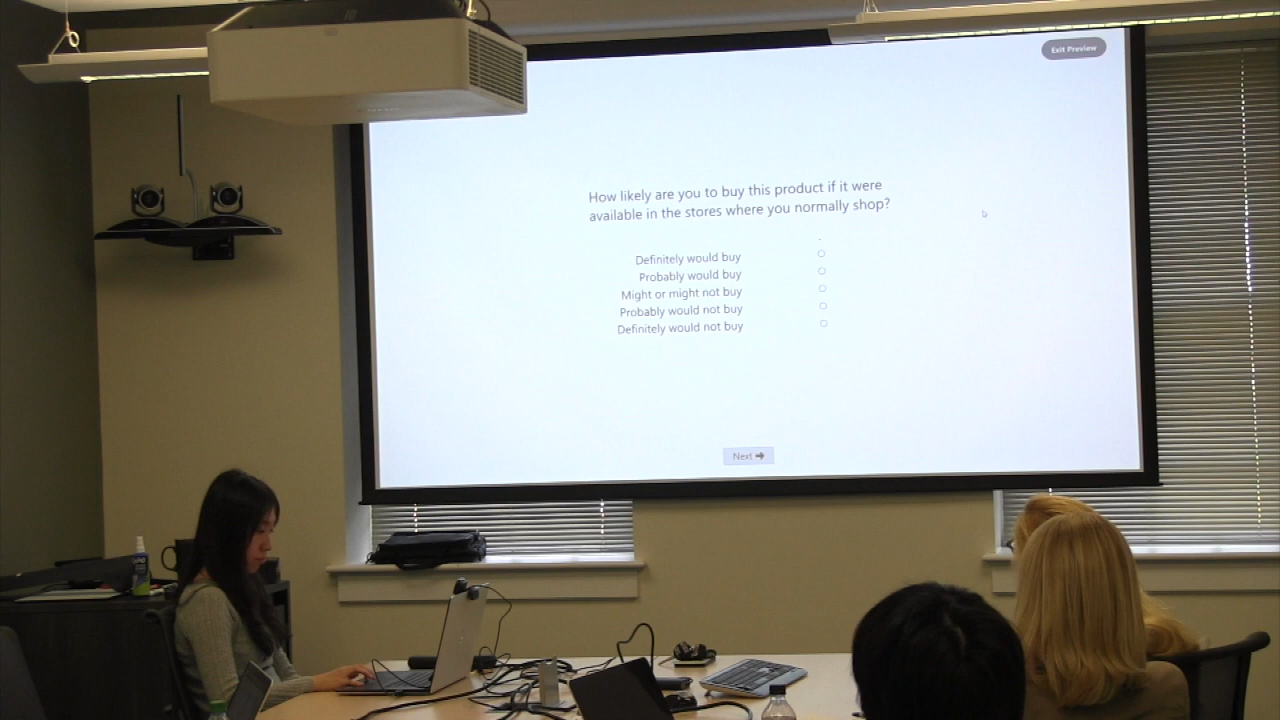 Exit Preview
How likely are you to buy this product if it were
available in the stores where you normally shop?
Definitely would buy
Probably would buy
Might or might not buy
Probably would not buy
Definitely would not buy
Next